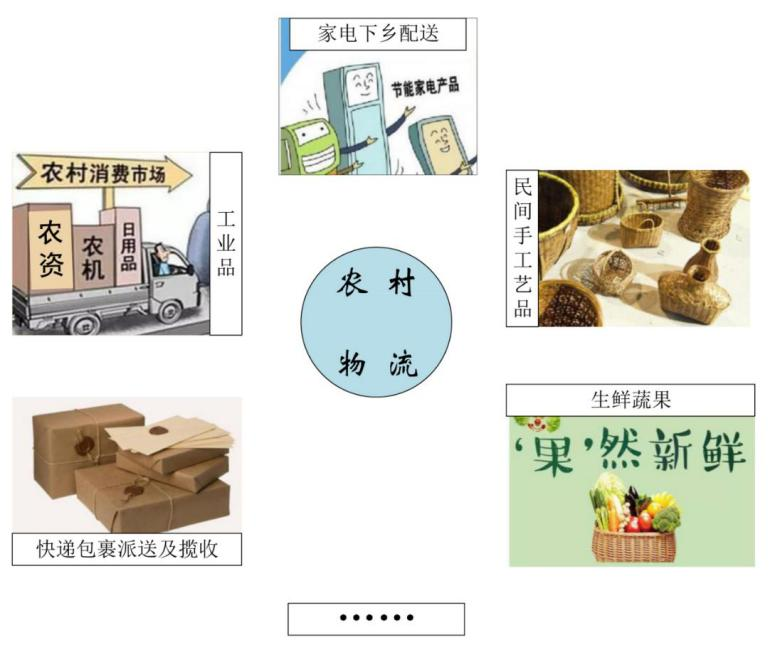 家电下乡配送
节能家电产品
农村消费市场
农资
农机
日用品
工业品
民间手工艺品
农村
物流
生鲜蔬果
‘果’然新鲜
快递包裹派送及揽收
••••••